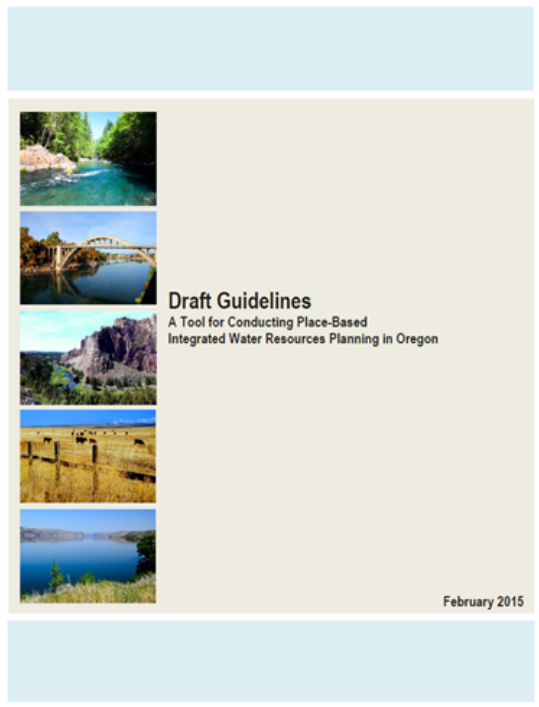 Draft Guidelines
A Tool for Conducting Place-Based
Integrated Water Resources Planning in Oregon
February 2015